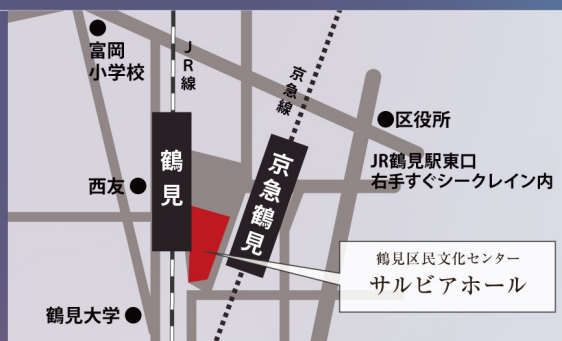 富岡
小学校
JR線
京急線
区役所
鶴見
京急鶴見
JR鶴見駅東口
右手すぐシークレイン内
西友
鶴見区民文化センター
サルビアホール
鶴見大学